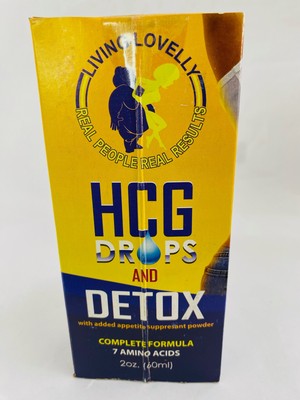 LIVING LOVELLY
REAL PEOPLE REAL RESULTS
HCG
DROPS
AND
DETOX
with added appetite suppressant powder
COMPLETE FORMULA
7 AMINO ACIDS
2oz. (60ml)